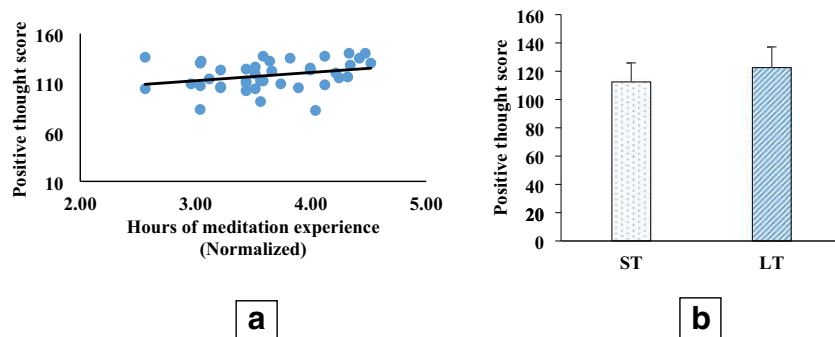 Positive thought score
160
110
60
10
2.00 3.00 4.00 5.00
Hours of meditation experience
(Normalized)
a
Positive thought score
160
140
120
100
80
60
40
20
0
ST LT
b